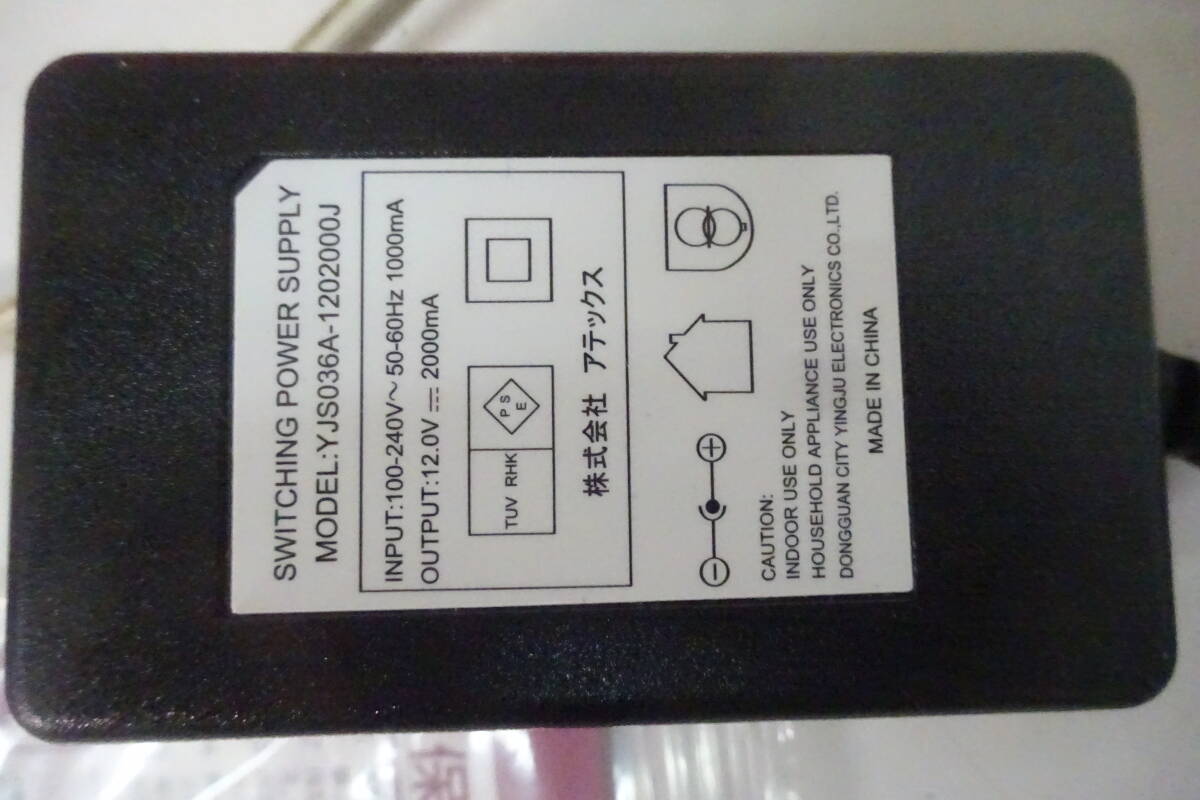 SWITCHING POWER SUPPLY
MODEL:YJS036A-1202000J
INPUT:100-240V~ 50-60Hz 1000mA
OUTPUT:12.0V⎓ 2000mA
TUV RHK
P S
E
株式会社 アテックス
CAUTION:
INDOOR USE ONLY
HOUSEHOLD APPLIANCE USE ONLY
DONGGUAN CITY YINGJU ELECTRONICS CO.,LTD.
MADE IN CHINA
保